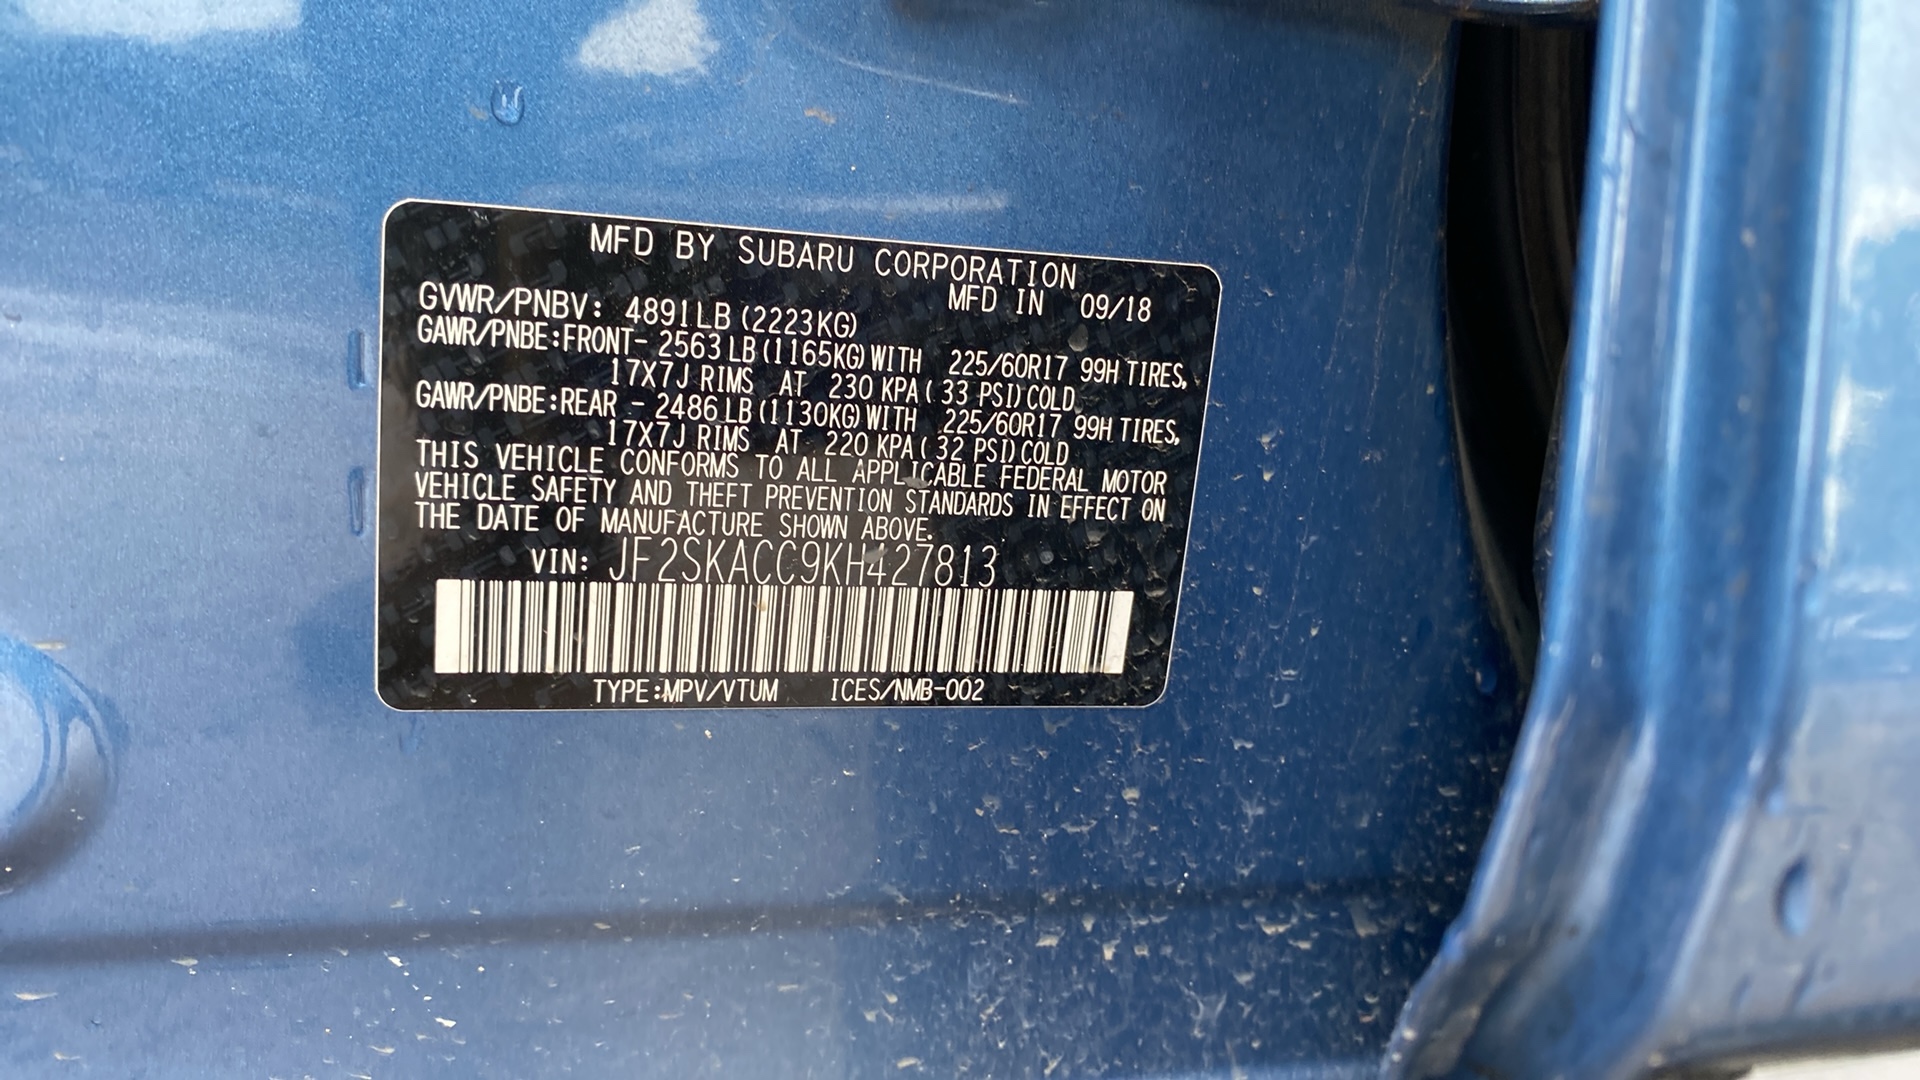 MFD BY SUBARU CORPORATION
MFD IN 09/18
GVWR/PNBV: 4891LB (2223KG)
GAWR/PNBE:FRONT- 2563 LB (1165KG) WITH 225/60R17 99H TIRES,
17X7J RIMS AT 230 KPA ( 33 PSI) COLD
GAWR/PNBE:REAR - 2486 LB (1130KG) WITH 225/60R17 99H TIRES,
17X7J RIMS AT 220 KPA ( 32 PSI) COLD
THIS VEHICLE CONFORMS TO ALL APPLICABLE FEDERAL MOTOR
VEHICLE SAFETY AND THEFT PREVENTION STANDARDS IN EFFECT ON
THE DATE OF MANUFACTURE SHOWN ABOVE.
VIN: JF2SKACC9KH427813
TYPE:MPV/VTUM ICES/NMB-002